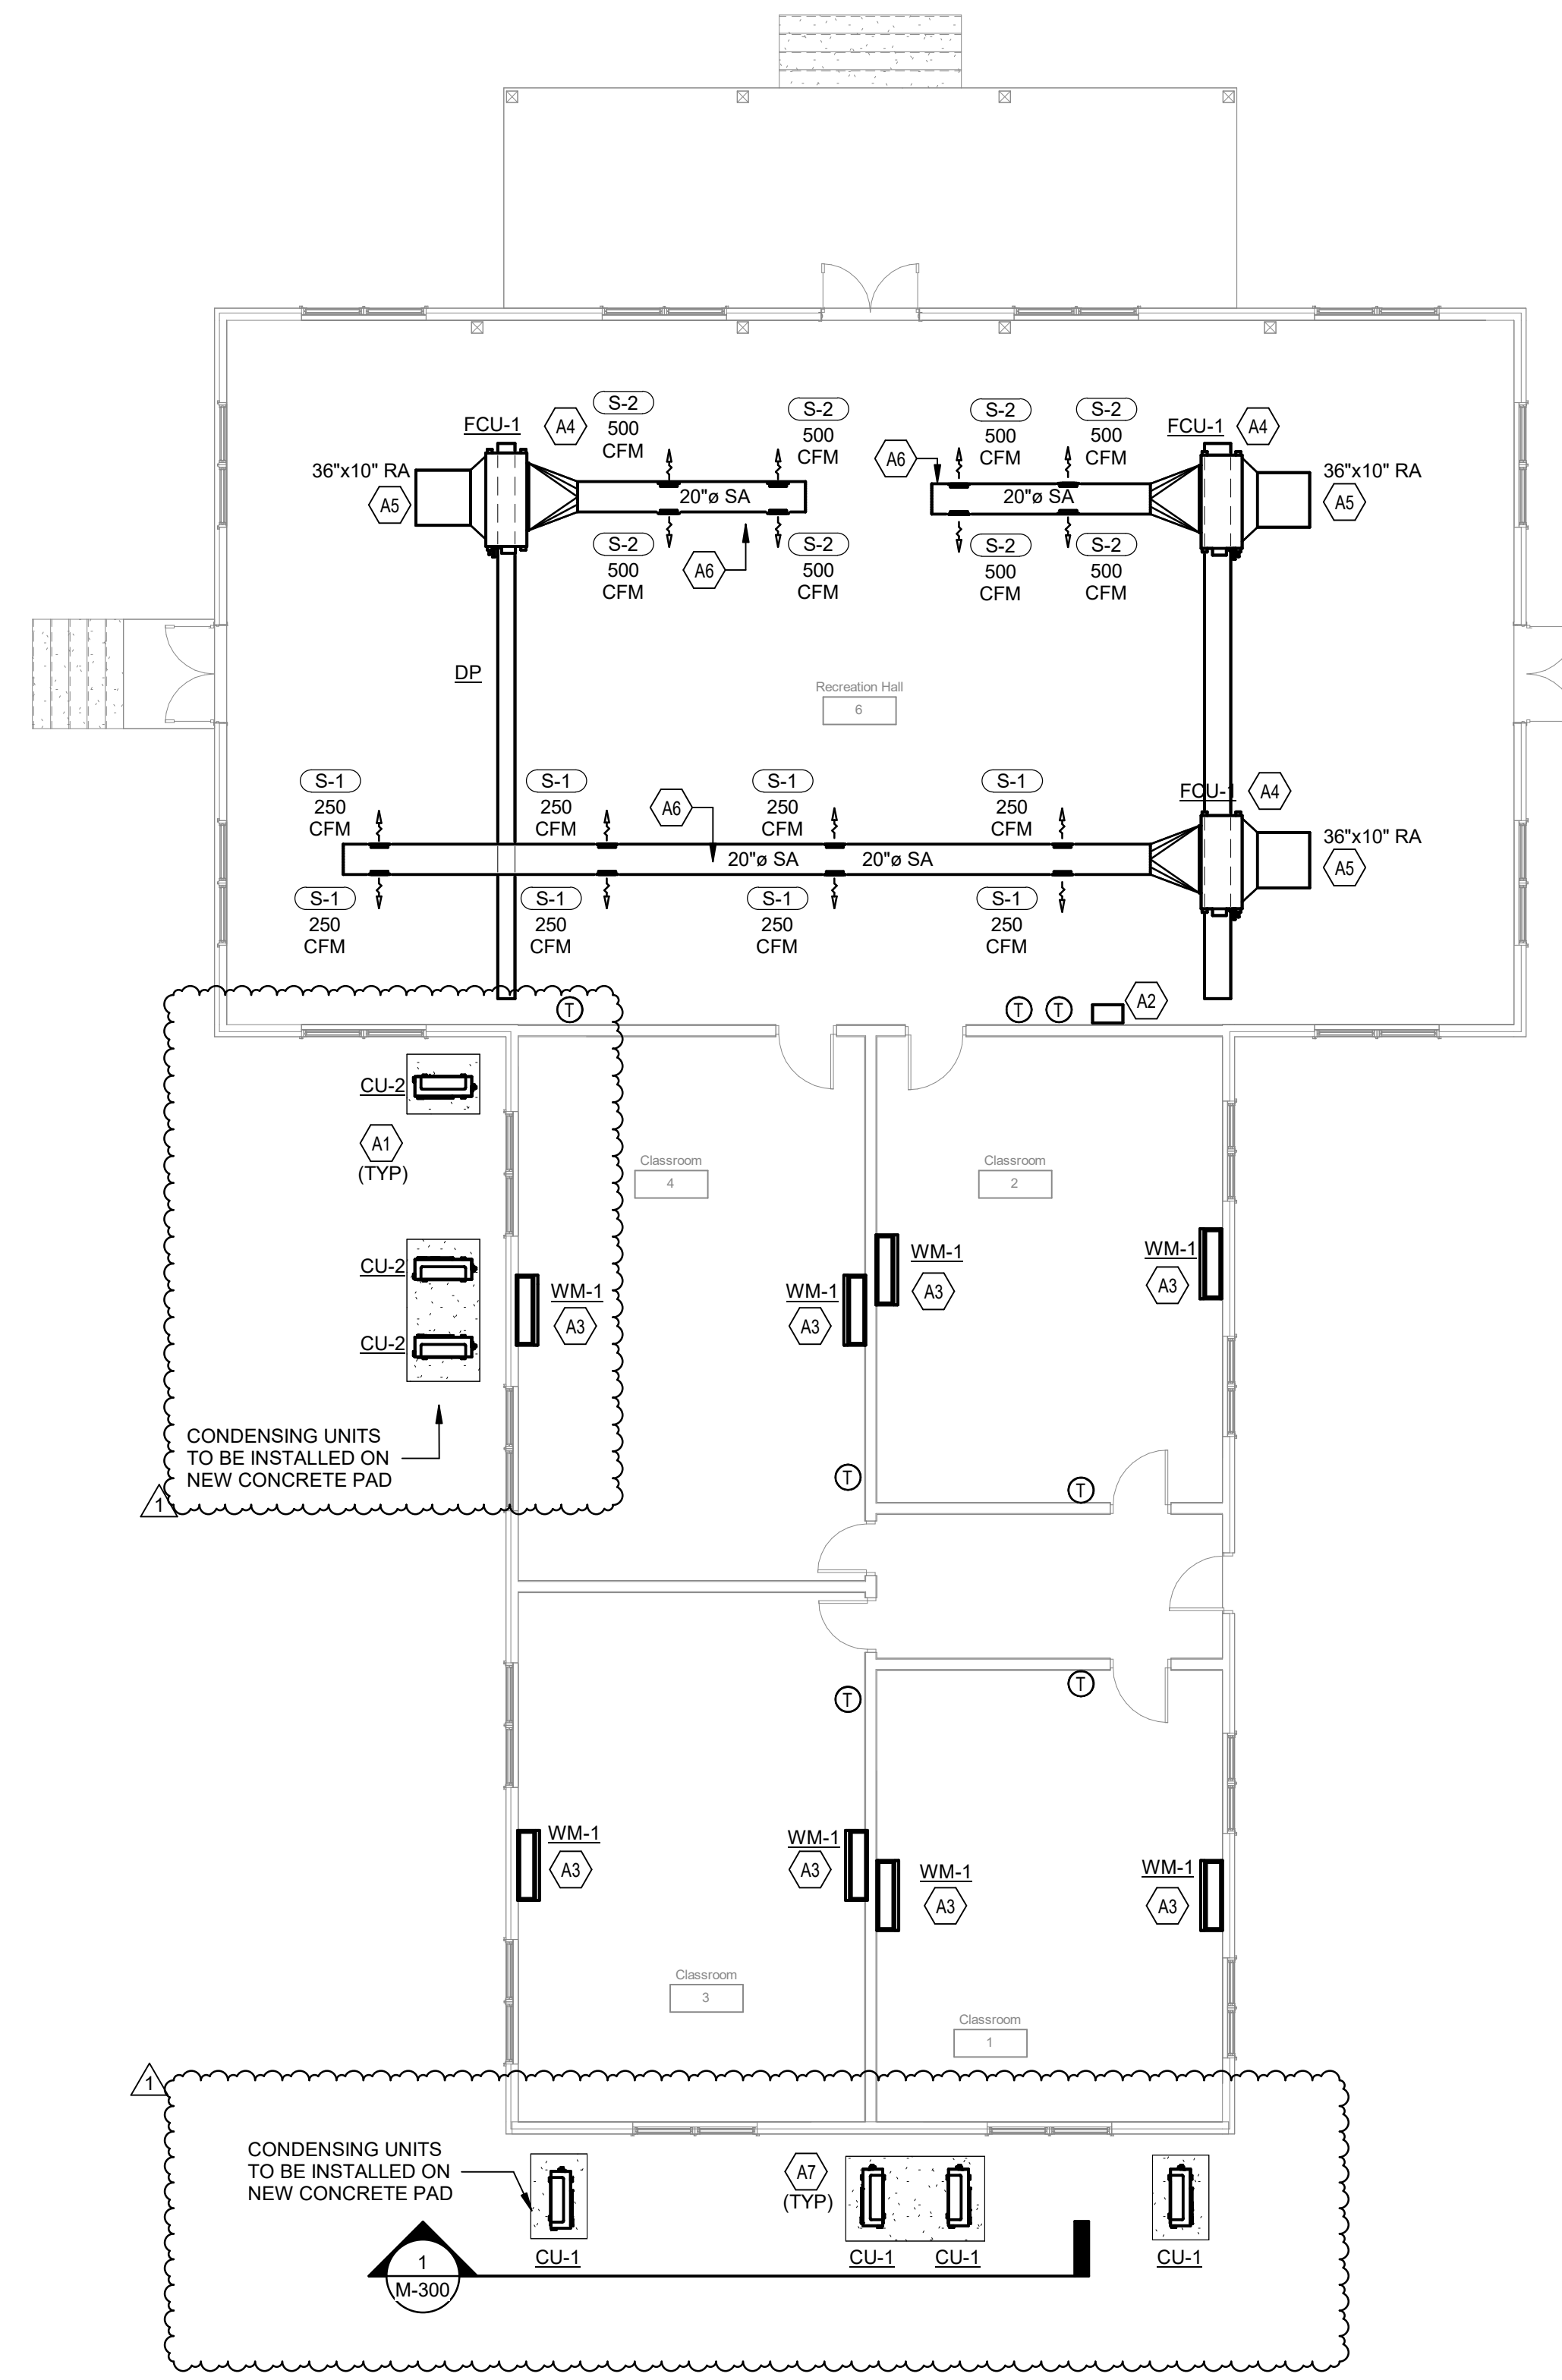 S-2
500
CFM
S-2
500
CFM
S-2
500
CFM
S-2
500
CFM
FCU-1
A4
FCU-1
A4
36"x10" RA
A5
20"ø SA
A6
20"ø SA
36"x10" RA
A5
S-2
500
CFM
A6
S-2
500
CFM
S-2
500
CFM
S-2
500
CFM
DP
Recreation Hall
6
S-1
250
CFM
S-1
250
CFM
A6
S-1
250
CFM
S-1
250
CFM
FCU-1
A4
20"ø SA
20"ø SA
36"x10" RA
A5
S-1
250
CFM
S-1
250
CFM
S-1
250
CFM
S-1
250
CFM
T
T
T
A2
CU-2
A1
(TYP)
Classroom
4
Classroom
2
CU-2
CU-2
WM-1
A3
WM-1
A3
WM-1
A3
WM-1
A3
CONDENSING UNITS
TO BE INSTALLED ON
NEW CONCRETE PAD
1
T
T
T
T
WM-1
A3
WM-1
A3
WM-1
A3
WM-1
A3
Classroom
3
Classroom
1
1
CONDENSING UNITS
TO BE INSTALLED ON
NEW CONCRETE PAD
A7
(TYP)
CU-1
CU-1
CU-1
CU-1
1
M-300